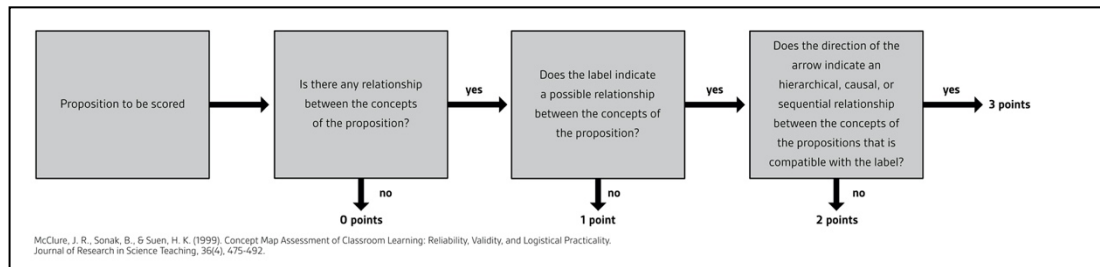 Proposition to be scored
Is there any relationship
between the concepts
of the proposition?
yes
no
0 points
Does the label indicate
a possible relationship
between the concepts of
the proposition?
yes
no
1 point
Does the direction of the
arrow indicate an
hierarchical, causal, or
sequential relationship
between the concepts of
the propositions that is
compatible with the label?
yes
3 points
no
2 points
McClure, J. R., Sonak, B., & Suen, H. K. (1999). Concept Map Assessment of Classroom Learning: Reliability, Validity, and Logistical Practicality.
Journal of Research in Science Teaching, 36(4), 475-492.